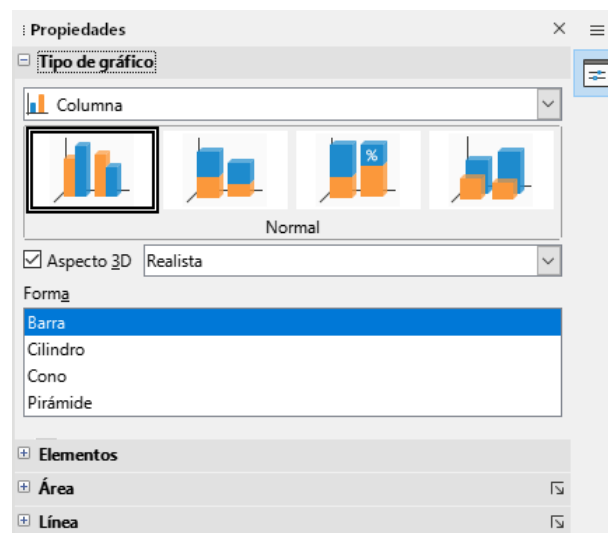 Propiedades
Tipo de gráfico
Columna
%
Normal
Aspecto 3D Realista
Forma
Barra
Cilindro
Cono
Pirámide
Elementos
Área
Línea